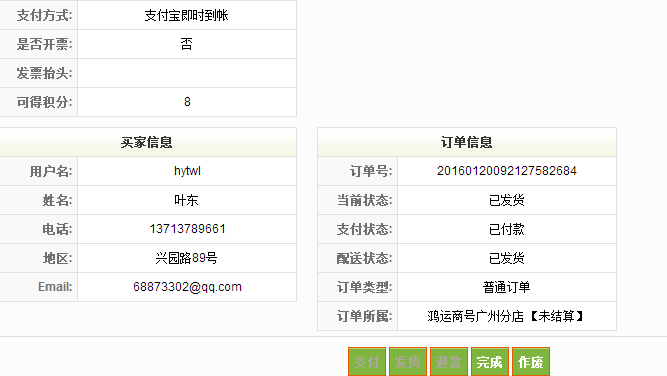 支付方式: 支付宝即时到帐
是否开票: 否
发票抬头:
可得积分: 8
买家信息
用户名: hytwl
姓名: 叶东
电话: 13713789661
地区: 兴园路89号
Email: 68873302@qq.com
订单信息
订单号: 20160120092127582684
当前状态: 已发货
支付状态: 已付款
配送状态: 已发货
订单类型: 普通订单
订单所属: 鸿运商号广州分店【未结算】
支付 发货 退款 完成 作废